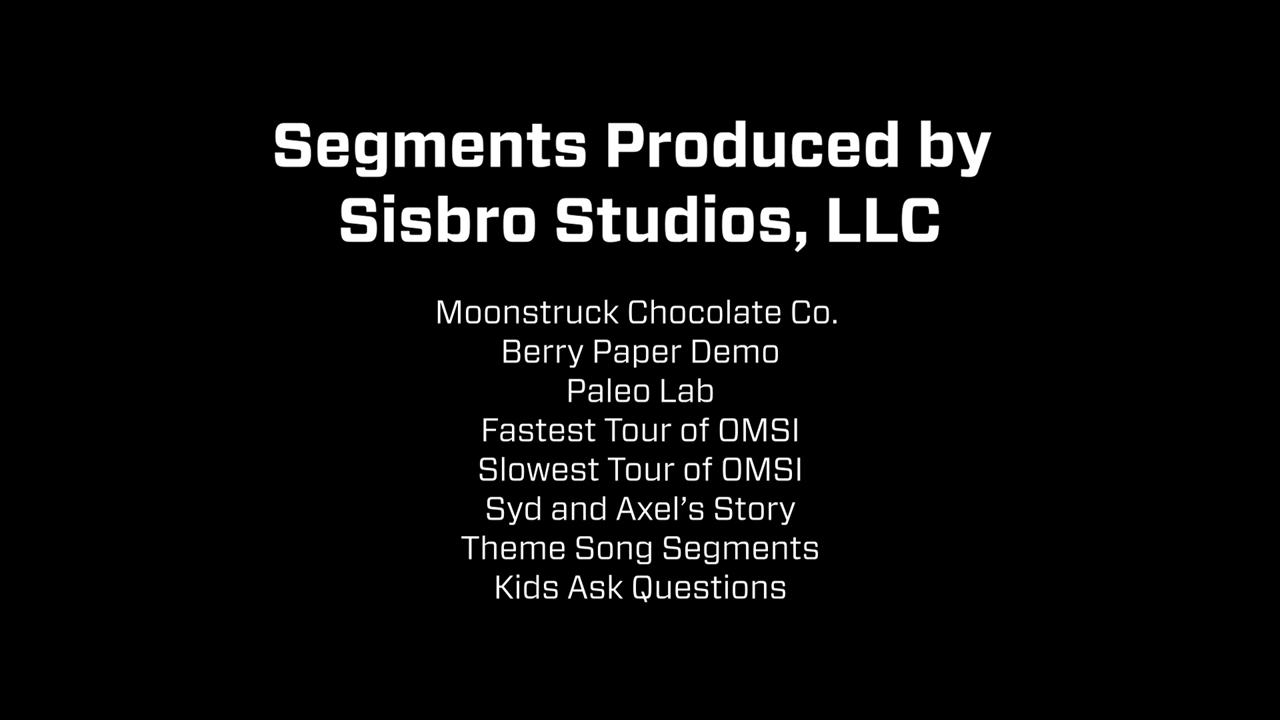 Segments Produced by
Sisbro Studios, LLC
Moonstruck Chocolate Co.
Berry Paper Demo
Paleo Lab
Fastest Tour of OMSI
Slowest Tour of OMSI
Syd and Axel’s Story
Theme Song Segments
Kids Ask Questions